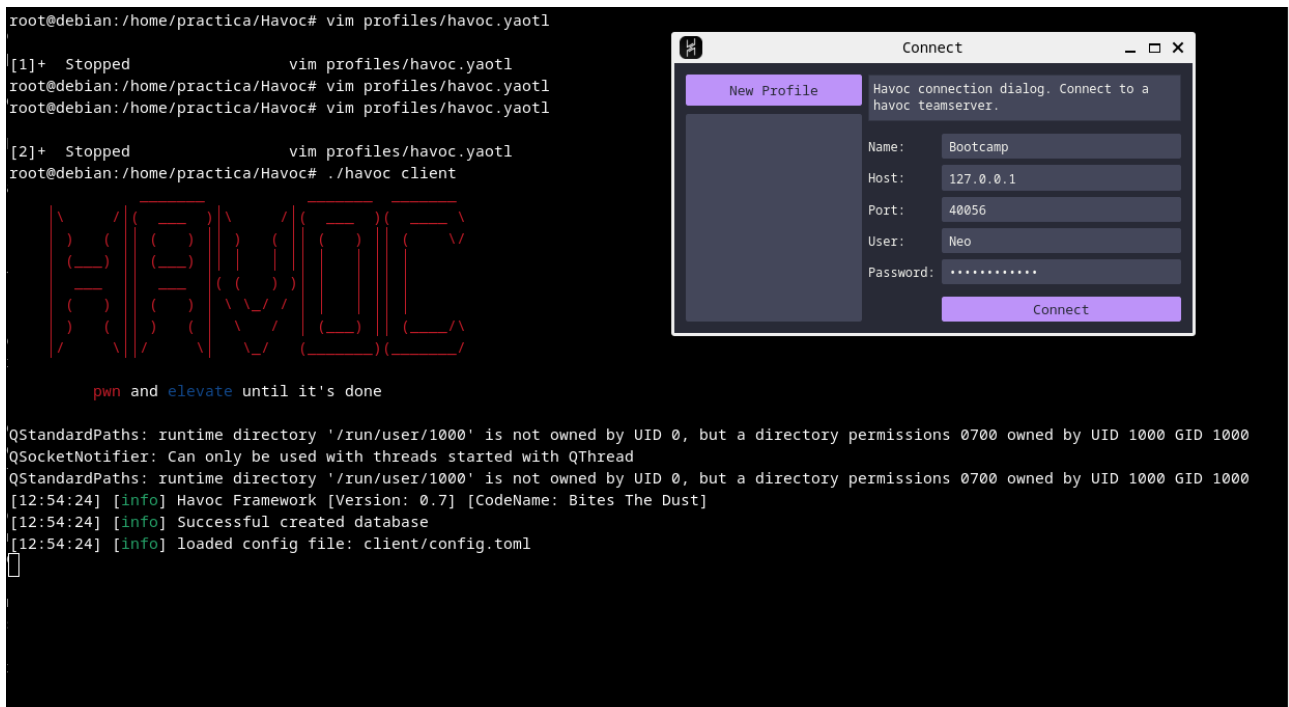 root@debian:/home/practica/Havoc# vim profiles/havoc.yaotl
[1]+  Stopped                 vim profiles/havoc.yaotl
root@debian:/home/practica/Havoc# vim profiles/havoc.yaotl
root@debian:/home/practica/Havoc# vim profiles/havoc.yaotl
[2]+  Stopped                 vim profiles/havoc.yaotl
root@debian:/home/practica/Havoc# ./havoc client
HAVOC
pwn and elevate until it's done
QStandardPaths: runtime directory '/run/user/1000' is not owned by UID 0, but a directory permissions 0700 owned by UID 1000 GID 1000
QSocketNotifier: Can only be used with threads started with QThread
QStandardPaths: runtime directory '/run/user/1000' is not owned by UID 0, but a directory permissions 0700 owned by UID 1000 GID 1000
[12:54:24] [info] Havoc Framework [Version: 0.7] [CodeName: Bites The Dust]
[12:54:24] [info] Successful created database
[12:54:24] [info] loaded config file: client/config.toml
Connect
New Profile
Havoc connection dialog. Connect to a
havoc teamserver.
Name: Bootcamp
Host: 127.0.0.1
Port: 40056
User: Neo
Password: ••••••••••••
Connect